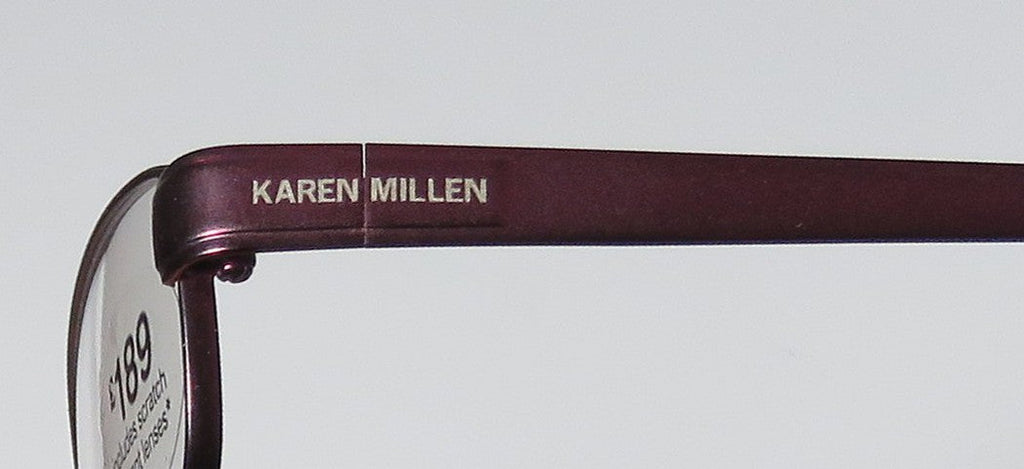 KAREN MILLEN
£189
includes scratch
lenses*